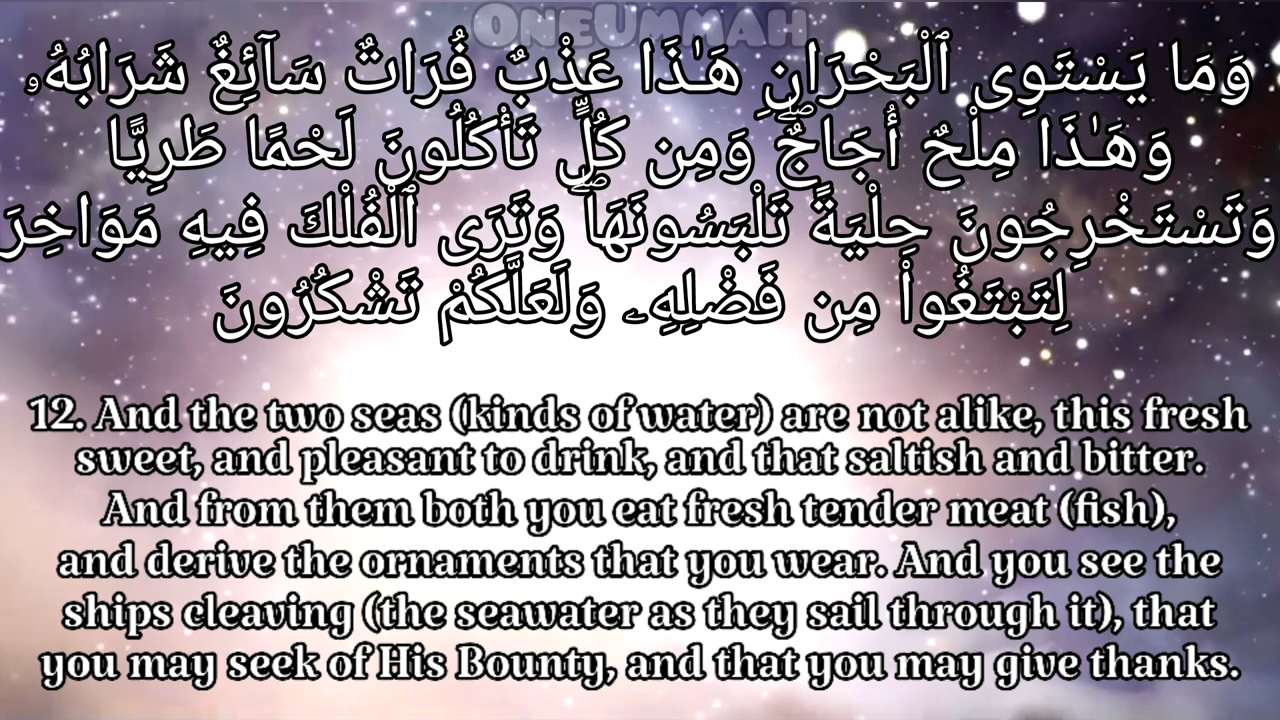 OneUmmah
وَمَا يَسْتَوِى ٱلْبَحْرَانِ هَـٰذَا عَذْبٌ فُرَاتٌ سَآئِغٌ شَرَابُهُۥ
وَهَـٰذَا مِلْحٌ أُجَاجٌ ۖ وَمِن كُلٍّ تَأْكُلُونَ لَحْمًا طَرِيًّا
وَتَسْتَخْرِجُونَ حِلْيَةً تَلْبَسُونَهَا ۖ وَتَرَى ٱلْفُلْكَ فِيهِ مَوَاخِرَ
لِتَبْتَغُوا۟ مِن فَضْلِهِۦ وَلَعَلَّكُمْ تَشْكُرُونَ
12. And the two seas (kinds of water) are not alike, this fresh
sweet, and pleasant to drink, and that saltish and bitter.
And from them both you eat fresh tender meat (fish),
and derive the ornaments that you wear. And you see the
ships cleaving (the seawater as they sail through it), that
you may seek of His Bounty, and that you may give thanks.